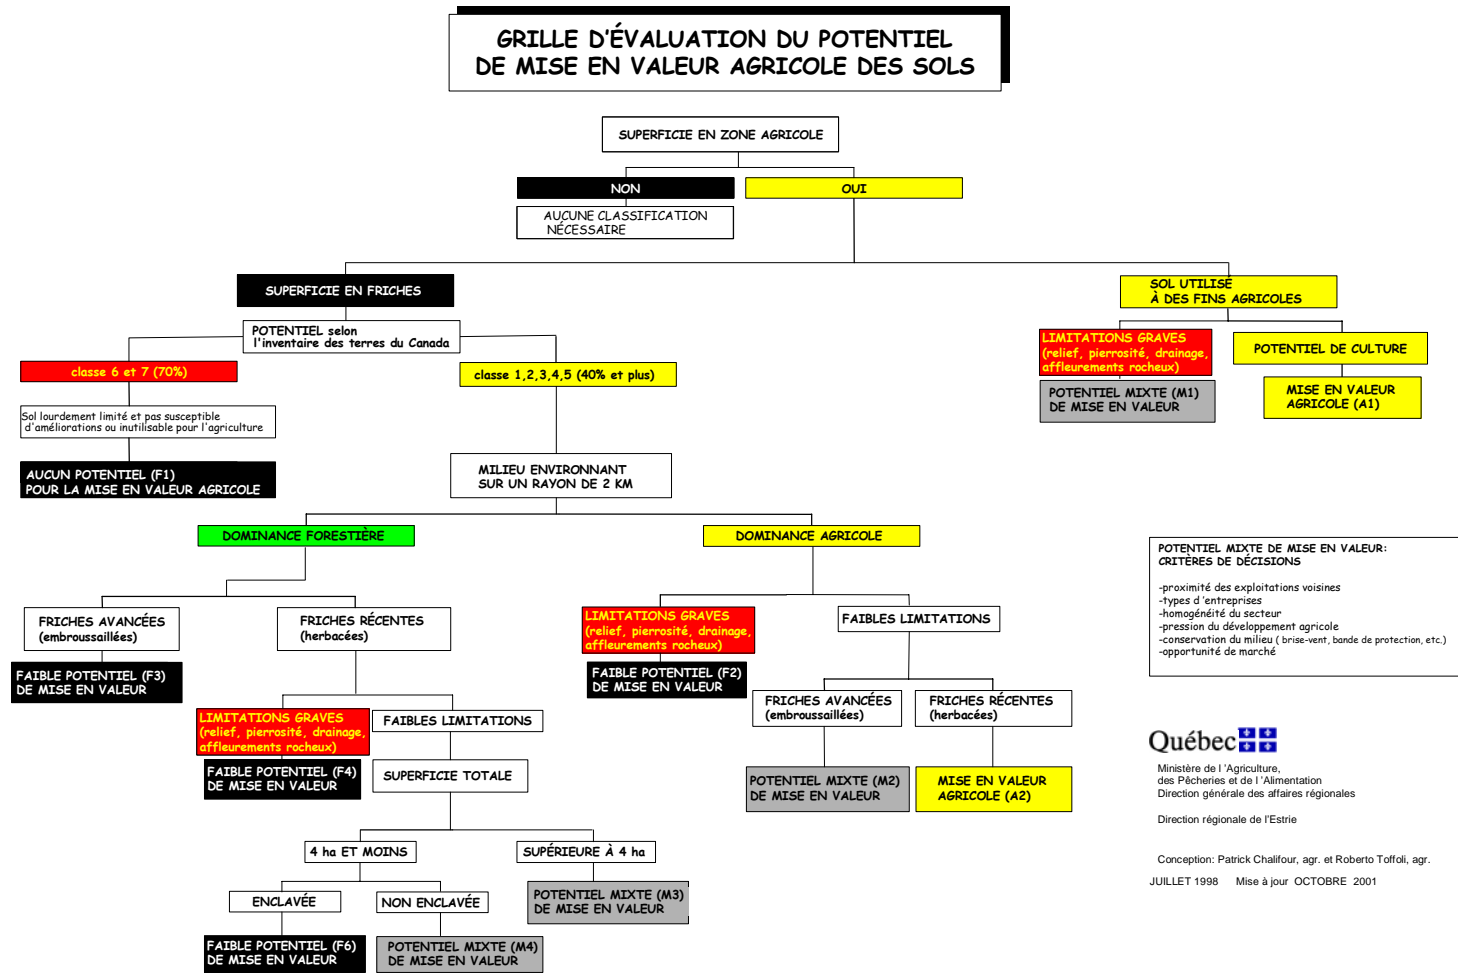 GRILLE D'ÉVALUATION DU POTENTIEL
DE MISE EN VALEUR AGRICOLE DES SOLS
SUPERFICIE EN ZONE AGRICOLE
NON
OUI
AUCUNE CLASSIFICATION
NÉCESSAIRE
SUPERFICIE EN FRICHES
SOL UTILISÉ
À DES FINS AGRICOLES
POTENTIEL selon
l'inventaire des terres du Canada
LIMITATIONS GRAVES
(relief, pierrosité, drainage,
affleurements rocheux)
POTENTIEL DE CULTURE
classe 6 et 7 (70%)
classe 1,2,3,4,5 (40% et plus)
POTENTIEL MIXTE (M1)
DE MISE EN VALEUR
MISE EN VALEUR
AGRICOLE (A1)
Sol lourdement limité et pas susceptible
d'améliorations ou inutilisable pour l'agriculture
AUCUN POTENTIEL (F1)
POUR LA MISE EN VALEUR AGRICOLE
MILIEU ENVIRONNANT
SUR UN RAYON DE 2 KM
DOMINANCE FORESTIÈRE
DOMINANCE AGRICOLE
POTENTIEL MIXTE DE MISE EN VALEUR:
CRITÈRES DE DÉCISIONS
-proximité des exploitations voisines
-types d'entreprises
-homogénéité du secteur
-pression du développement agricole
-conservation du milieu ( brise-vent, bande de protection, etc.)
-opportunité de marché
FRICHES AVANCÉES
(embroussaillées)
FRICHES RÉCENTES
(herbacées)
LIMITATIONS GRAVES
(relief, pierrosité, drainage,
affleurements rocheux)
FAIBLES LIMITATIONS
FAIBLE POTENTIEL (F3)
DE MISE EN VALEUR
FAIBLE POTENTIEL (F2)
DE MISE EN VALEUR
LIMITATIONS GRAVES
(relief, pierrosité, drainage,
affleurements rocheux)
FAIBLES LIMITATIONS
FRICHES AVANCÉES
(embroussaillées)
FRICHES RÉCENTES
(herbacées)
FAIBLE POTENTIEL (F4)
DE MISE EN VALEUR
SUPERFICIE TOTALE
POTENTIEL MIXTE (M2)
DE MISE EN VALEUR
MISE EN VALEUR
AGRICOLE (A2)
4 ha ET MOINS
SUPÉRIEURE À 4 ha
ENCLAVÉE
NON ENCLAVÉE
POTENTIEL MIXTE (M3)
DE MISE EN VALEUR
FAIBLE POTENTIEL (F6)
DE MISE EN VALEUR
POTENTIEL MIXTE (M4)
DE MISE EN VALEUR
Québec
Ministère de l 'Agriculture,
des Pêcheries et de l 'Alimentation
Direction générale des affaires régionales
Direction régionale de l'Estrie
Conception: Patrick Chalifour, agr. et Roberto Toffoli, agr.
JUILLET 1998 Mise à jour OCTOBRE 2001